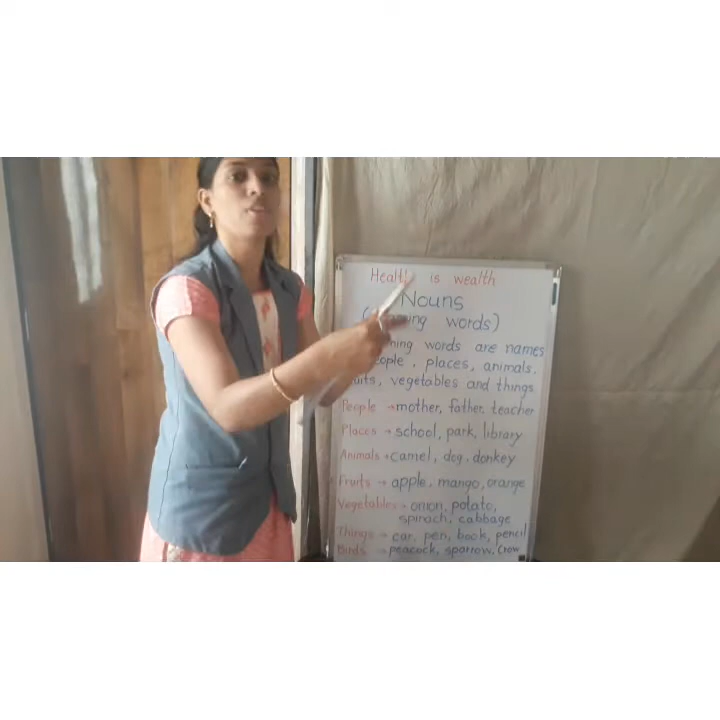 Health is wealth
Nouns
words)
words are names
places, animals.
vegetables and things
People → mother, father, teacher
Places → school, park, library
Animals → camel, dog, donkey
Fruits → apple, mango, orange
Vegetables → onion, potato,
spinach, cabbage
Things → car, pen, book, pencil
Birds → peacock, sparrow, Crow